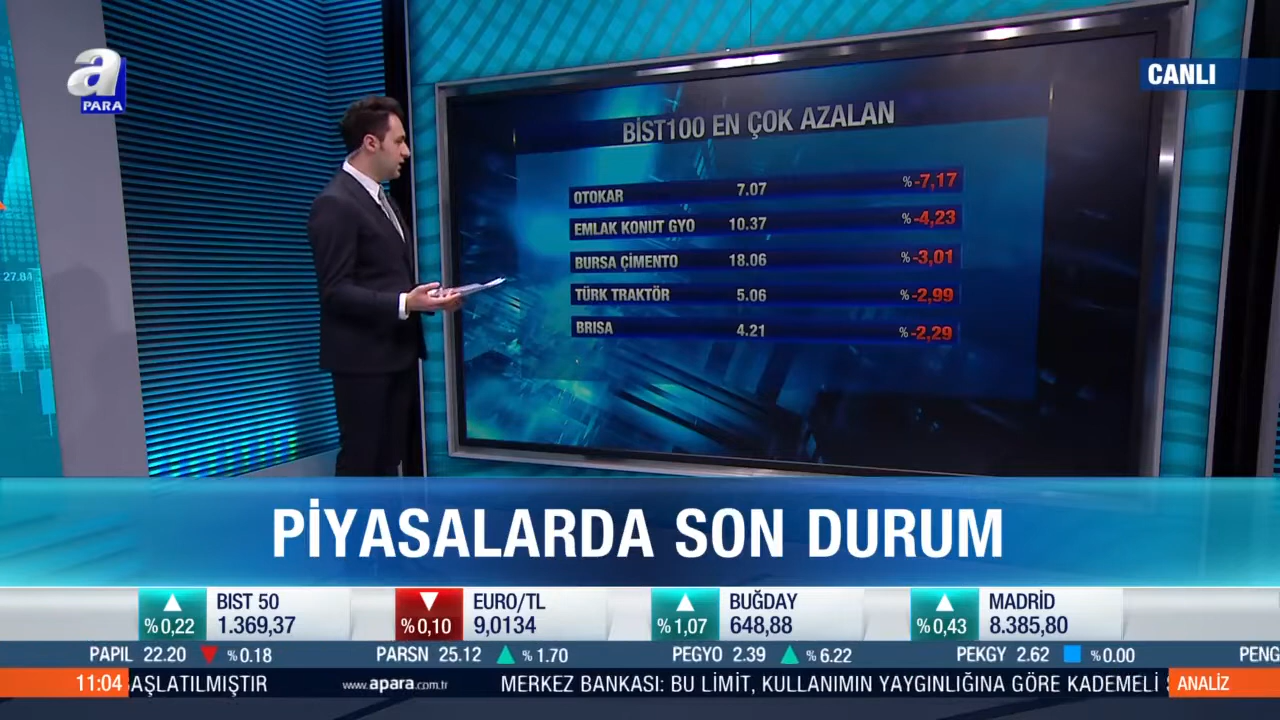 a
PARA
CANLI
BİST100 EN ÇOK AZALAN
OTOKAR 7.07 %-7,17
EMLAK KONUT GYO 10.37 %-4,23
BURSA ÇİMENTO 18.06 %-3,01
TÜRK TRAKTÖR 5.06 %-2,99
BRISA 4.21 %-2,29
27.84
PİYASALARDA SON DURUM
%0,22 BIST 50 1.369,37
%0,10 EURO/TL 9,0134
%1,07 BUĞDAY 648,88
%0,43 MADRİD 8.385,80
PAPIL 22.20 ▼ %0.18 PARSN 25.12 ▲ %1.70 PEGYO 2.39 ▲ %6.22 PEKGY 2.62 %0.00 PENG
11:04 AŞLATILMIŞTIR www.apara.com.tr MERKEZ BANKASI: BU LİMİT, KULLANIMIN YAYGINLIĞINA GÖRE KADEMELİ ANALİZ